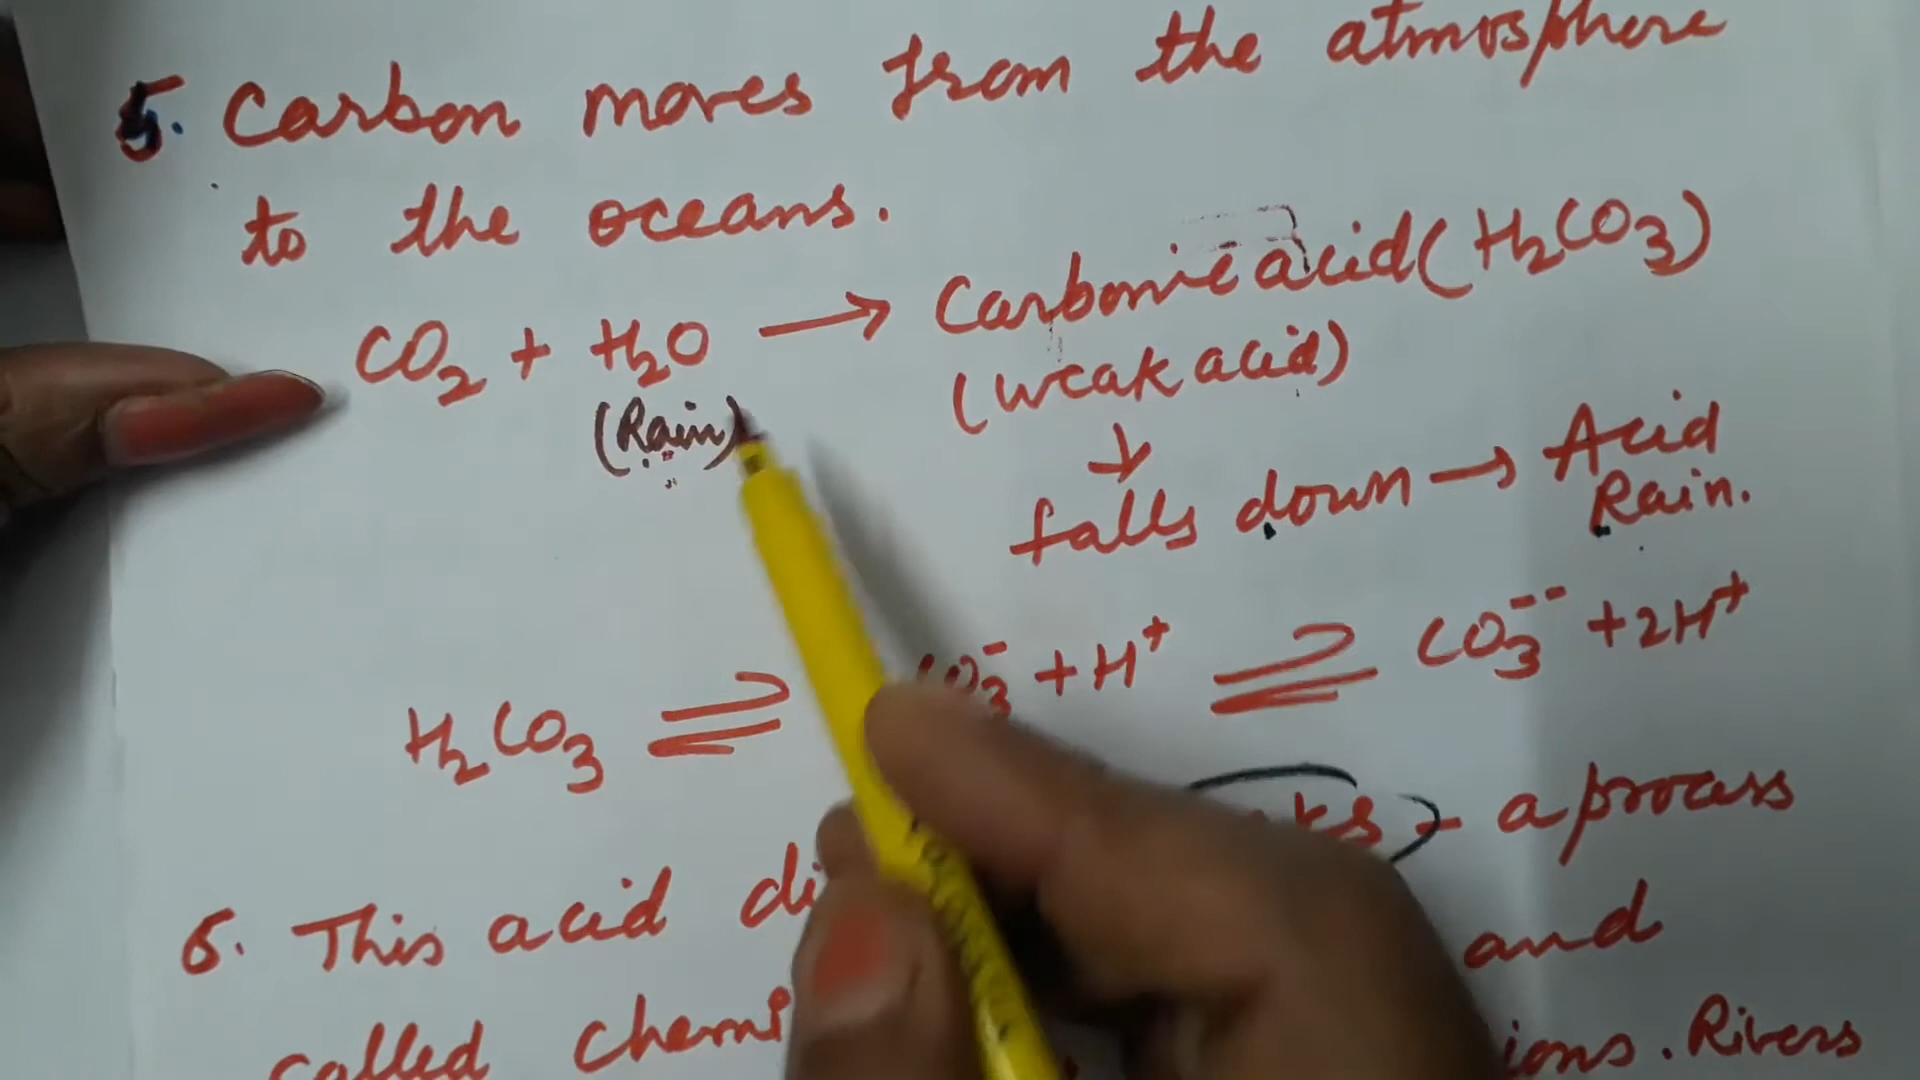 5. Carbon moves from the atmosphere
to the oceans.
CO2 + H2O → Carbonic acid (H2CO3)
(Rain) (weak acid)
↓
falls down → Acid
Rain.
H2CO3 ⇌ CO3- + H+ ⇌ CO3-- + 2H+
6. This acid - a process
called and
. Rivers